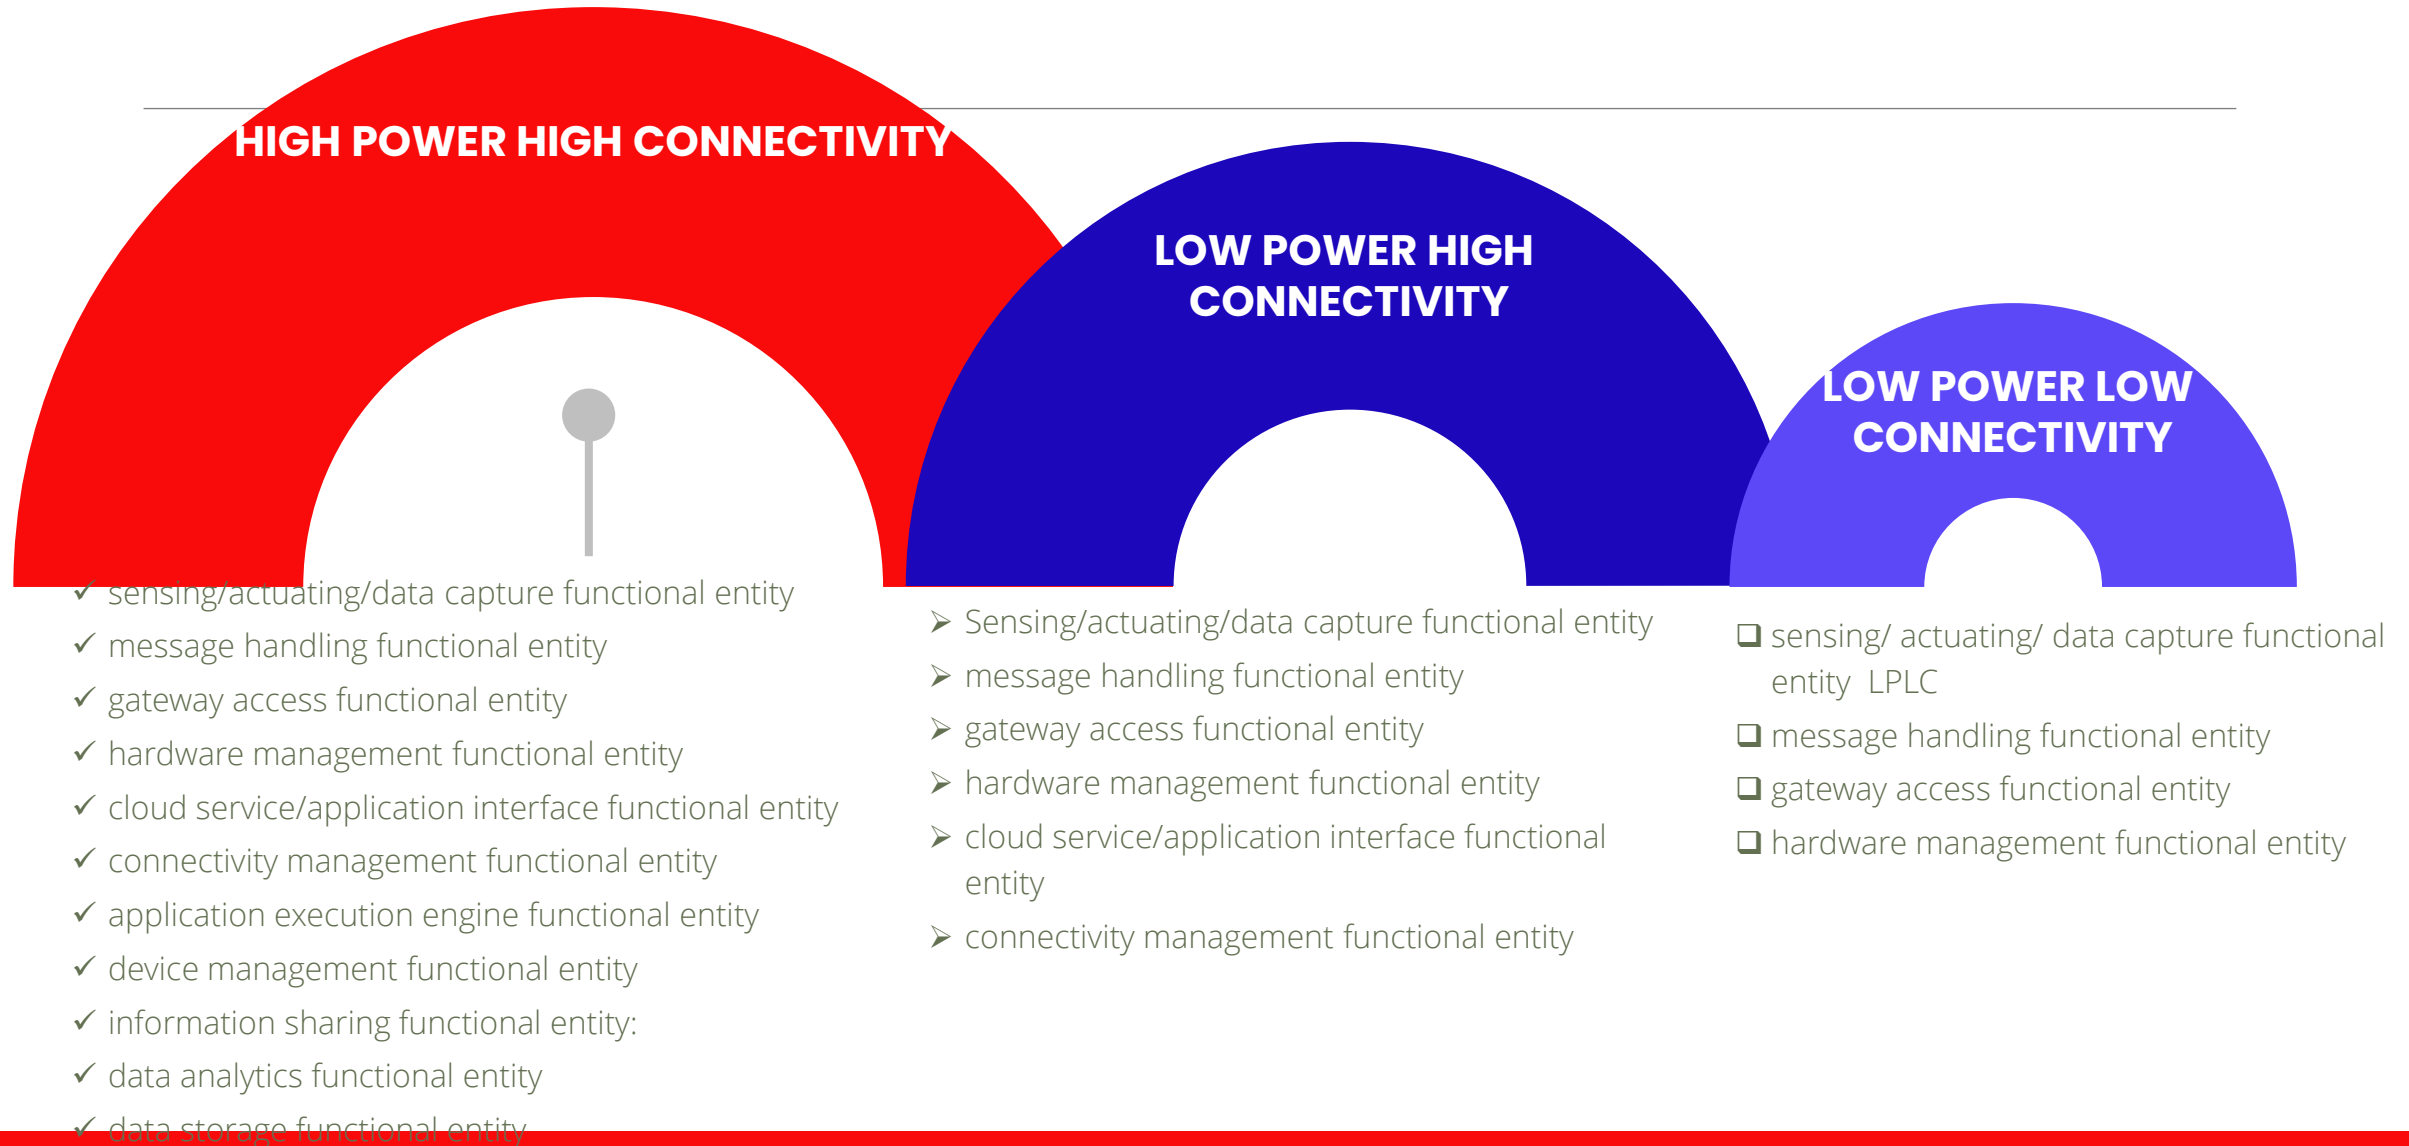 HIGH POWER HIGH CONNECTIVITY
✓ sensing/actuating/data capture functional entity
✓ message handling functional entity
✓ gateway access functional entity
✓ hardware management functional entity
✓ cloud service/application interface functional entity
✓ connectivity management functional entity
✓ application execution engine functional entity
✓ device management functional entity
✓ information sharing functional entity:
✓ data analytics functional entity
✓ data storage functional entity
LOW POWER HIGH
CONNECTIVITY
➢ Sensing/actuating/data capture functional entity
➢ message handling functional entity
➢ gateway access functional entity
➢ hardware management functional entity
➢ cloud service/application interface functional
entity
➢ connectivity management functional entity
LOW POWER LOW
CONNECTIVITY
❑ sensing/ actuating/ data capture functional
entity  LPLC
❑ message handling functional entity
❑ gateway access functional entity
❑ hardware management functional entity